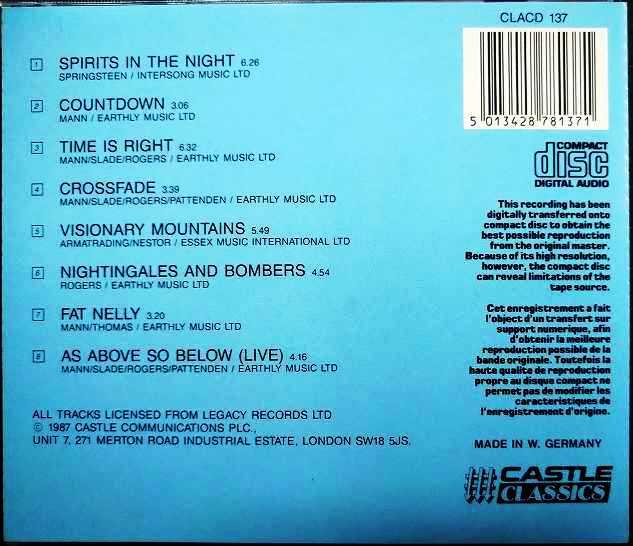 CLACD 137
5 013428 781371
1 SPIRITS IN THE NIGHT 6.26
SPRINGSTEEN / INTERSONG MUSIC LTD
2 COUNTDOWN 3.06
MANN / EARTHLY MUSIC LTD
3 TIME IS RIGHT 6.32
MANN/SLADE/ROGERS / EARTHLY MUSIC LTD
4 CROSSFADE 3.39
MANN/SLADE/ROGERS/PATTENDEN / EARTHLY MUSIC LTD
5 VISIONARY MOUNTAINS 5.49
ARMATRADING/NESTOR / ESSEX MUSIC INTERNATIONAL LTD
6 NIGHTINGALES AND BOMBERS 4.54
ROGERS / EARTHLY MUSIC LTD
7 FAT NELLY 3.20
MANN/THOMAS / EARTHLY MUSIC LTD
8 AS ABOVE SO BELOW (LIVE) 4.16
MANN/SLADE/ROGERS/PATTENDEN / EARTHLY MUSIC LTD
ALL TRACKS LICENSED FROM LEGACY RECORDS LTD
℗ 1987 CASTLE COMMUNICATIONS PLC.,
UNIT 7, 271 MERTON ROAD INDUSTRIAL ESTATE, LONDON SW18 5JS.
COMPACT
disc
DIGITAL AUDIO
This recording has been
digitally transferred onto
compact disc to obtain the
best possible reproduction
from the original master.
Because of its high resolution,
however, the compact disc
can reveal limitations of the
tape source.
Cet enregistrement a fait
l'object d'un transfert sur
support numerique, afin
d'obtenir la meilleure
reproduction possible de la
bande originale. Toutefois la
haute qualite de reproduction
propre au disque compact ne
permet pas de modifier les
caracteristiques de
l'enregistrement d'origine.
MADE IN W. GERMANY
CASTLE
CLASSICS